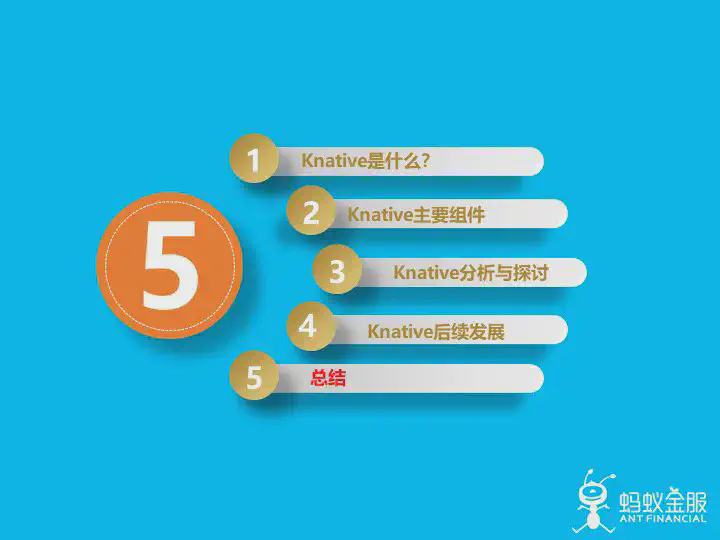 5
1 Knative是什么?
2 Knative主要组件
3 Knative分析与探讨
4 Knative后续发展
5 总结
蚂蚁金服
ANT FINANCIAL